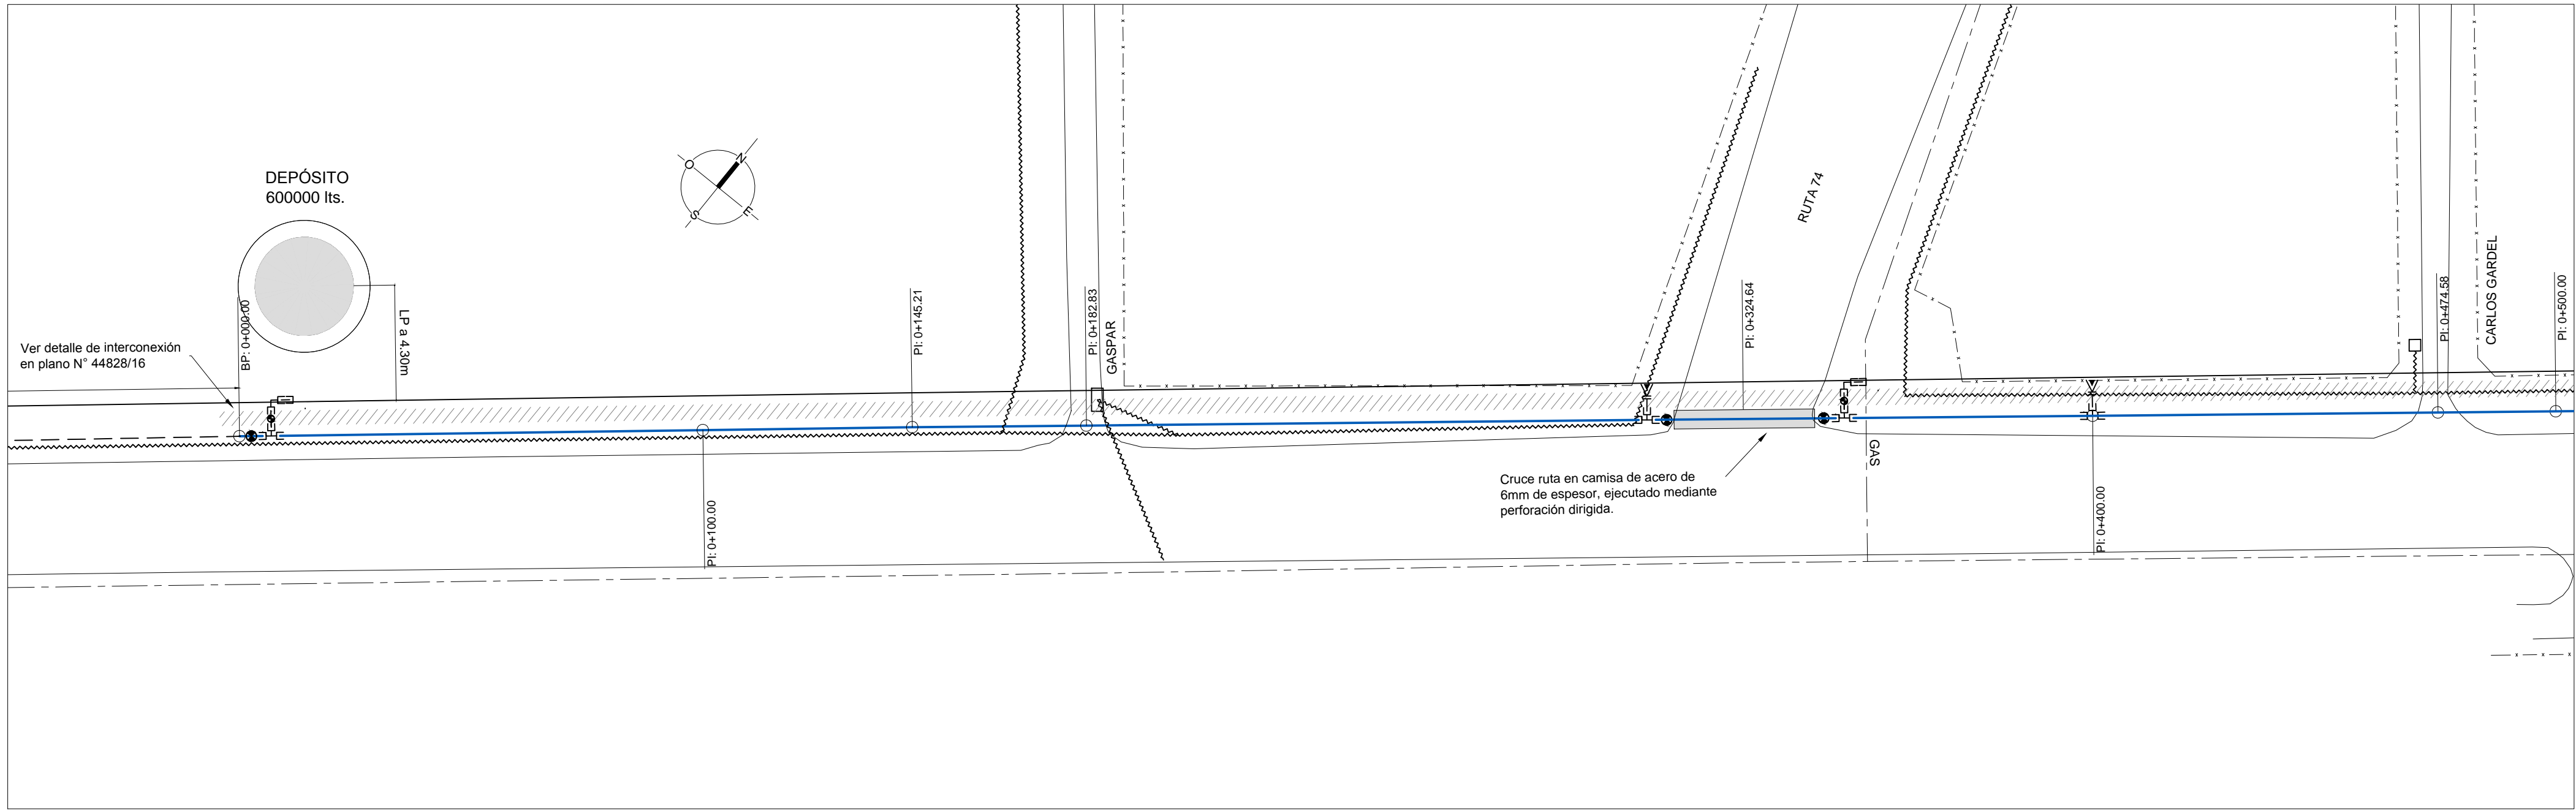 DEPÓSITO
600000 lts.
N
O
S
E
RUTA 74
CARLOS GARDEL
GASPAR
Ver detalle de interconexión
en plano N° 44828/16
BP: 0+000.00
LP a 4.30m
PI: 0+145.21
PI: 0+182.83
PI: 0+324.64
PI: 0+474.58
PI: 0+500.00
PI: 0+100.00
Cruce ruta en camisa de acero de
6mm de espesor, ejecutado mediante
perforación dirigida.
GAS
PI: 0+400.00